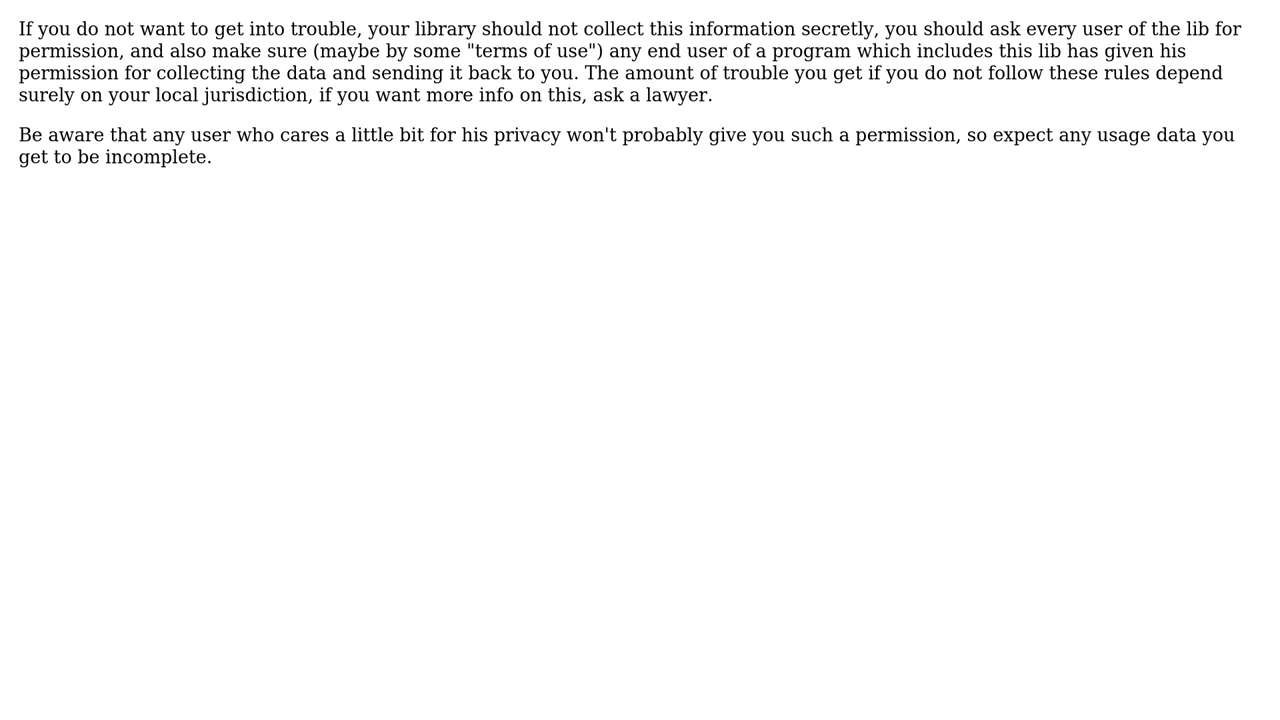 If you do not want to get into trouble, your library should not collect this information secretly, you should ask every user of the lib for
permission, and also make sure (maybe by some "terms of use") any end user of a program which includes this lib has given his
permission for collecting the data and sending it back to you. The amount of trouble you get if you do not follow these rules depend
surely on your local jurisdiction, if you want more info on this, ask a lawyer.
Be aware that any user who cares a little bit for his privacy won't probably give you such a permission, so expect any usage data you
get to be incomplete.